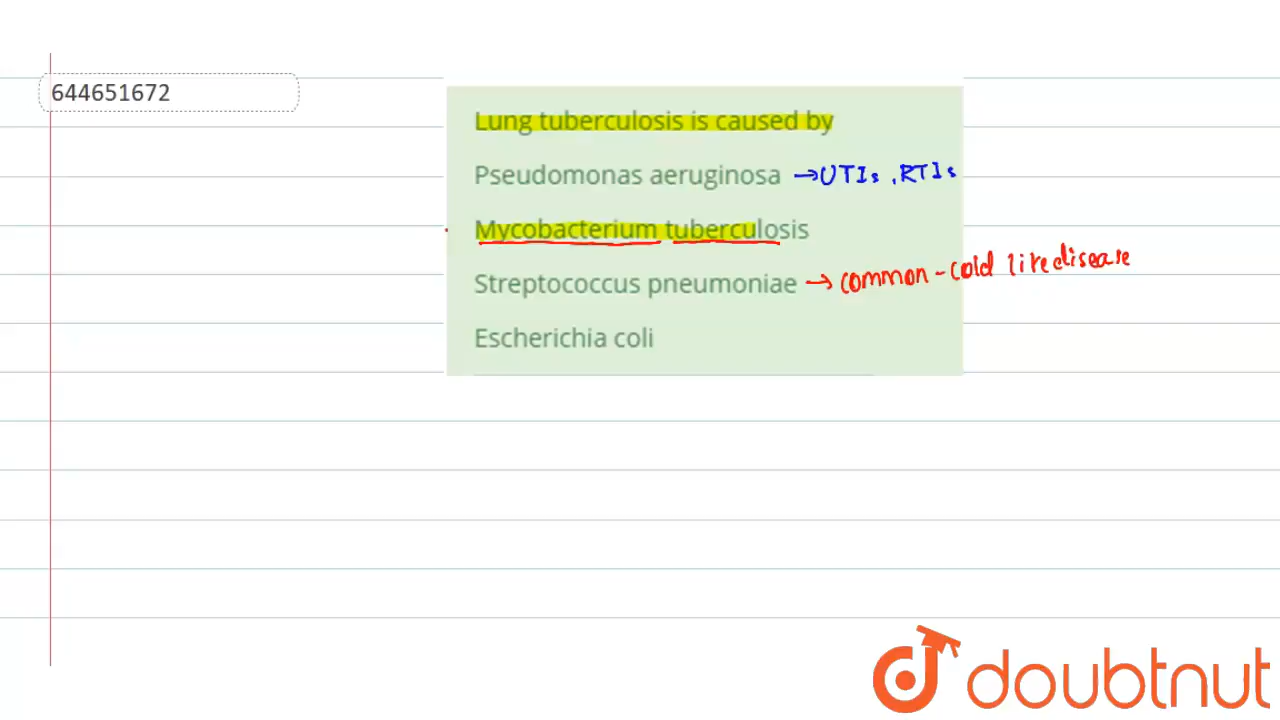 644651672
Lung tuberculosis is caused by
Pseudomonas aeruginosa → UTIs, RTIs
Mycobacterium tuberculosis
Streptococcus pneumoniae → common-cold like disease
Escherichia coli
doubtnut